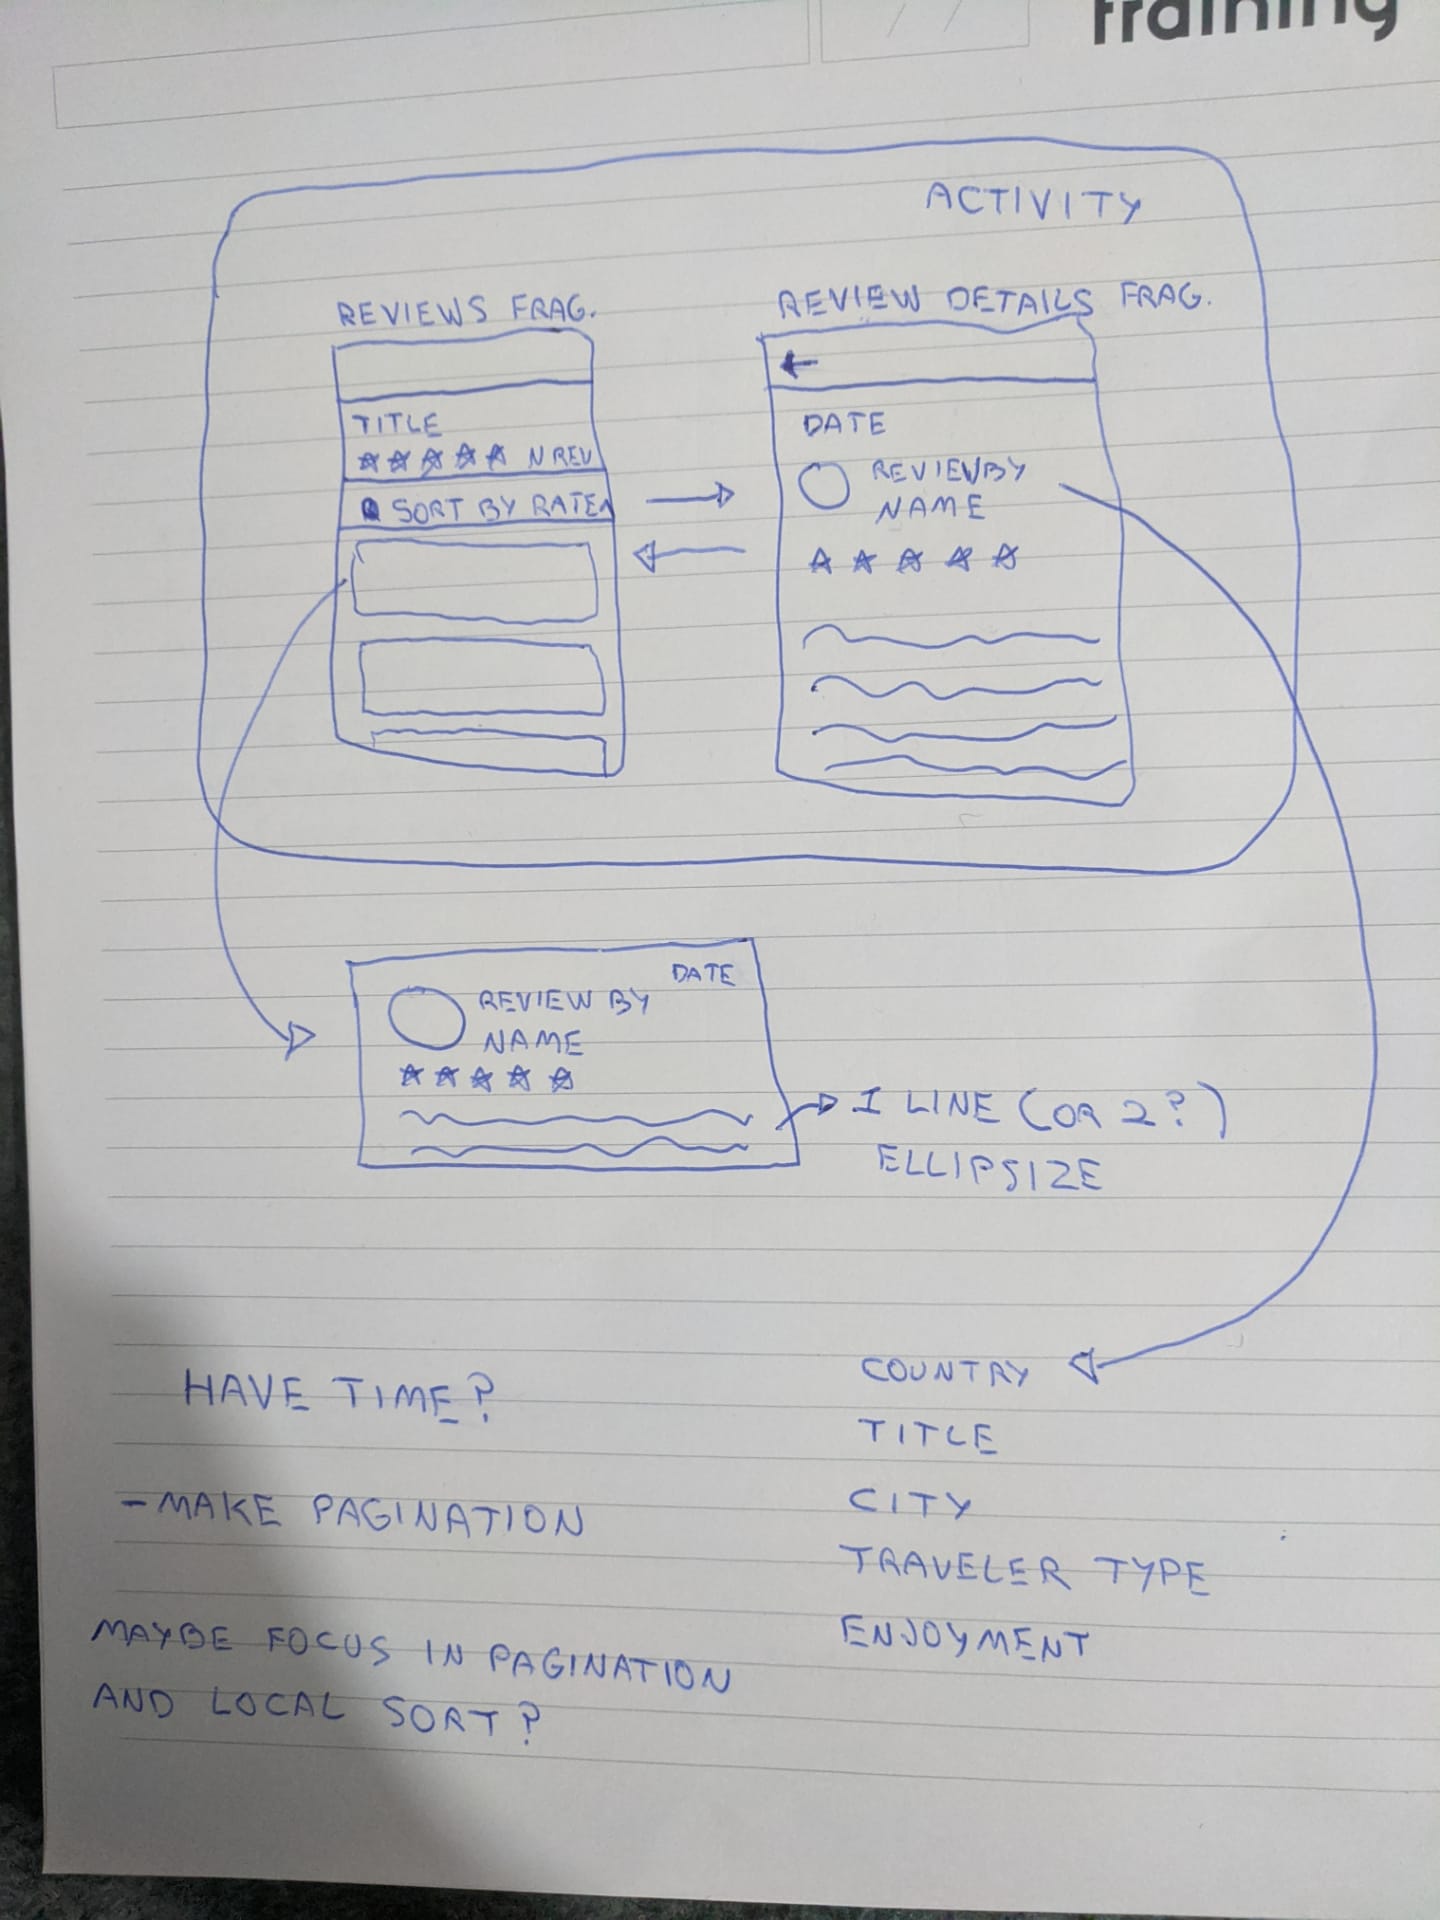 training
ACTIVITY
REVIEWS FRAG.
TITLE
N REV
SORT BY RATE
REVIEW DETAILS FRAG.
DATE
REVIEW BY
NAME
DATE
REVIEW BY
NAME
I LINE (OR 2?)
ELLIPSIZE
HAVE TIME?
- MAKE PAGINATION
MAYBE FOCUS IN PAGINATION
AND LOCAL SORT?
COUNTRY
TITLE
CITY
TRAVELER TYPE
ENJOYMENT